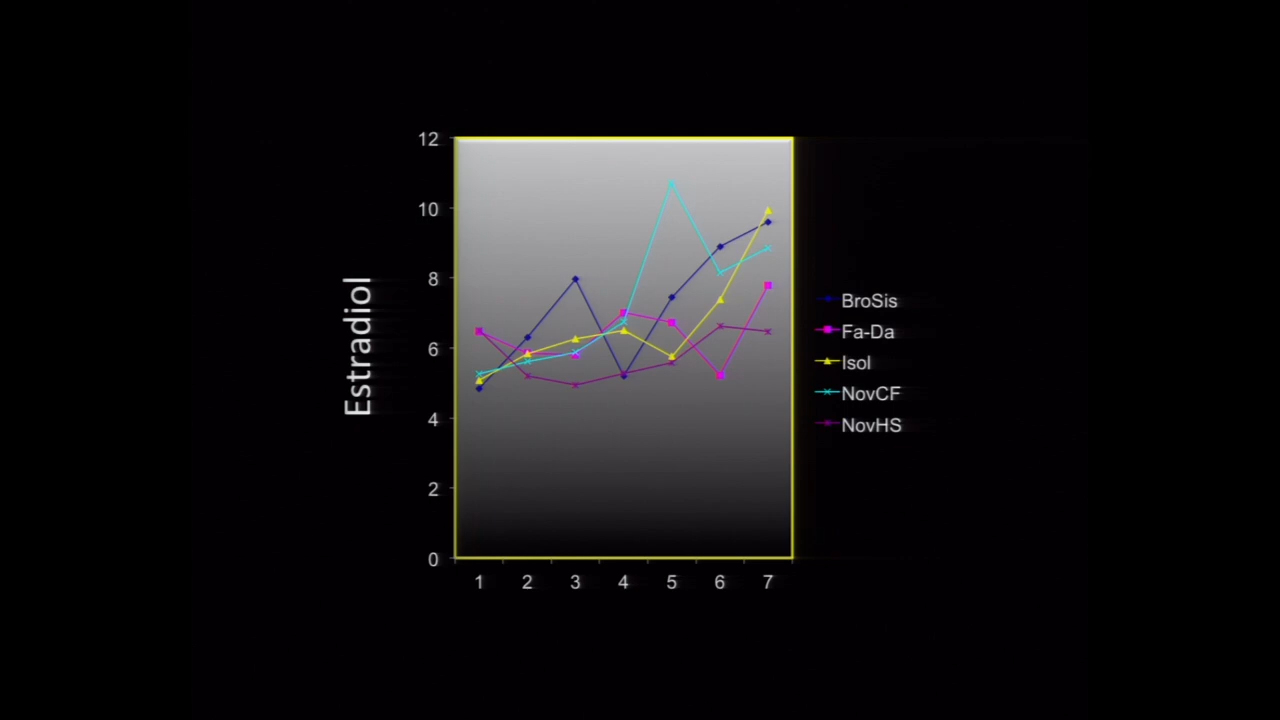 Estradiol
12
10
8
6
4
2
0
1 2 3 4 5 6 7
BroSis
Fa-Da
Isol
NovCF
NovHS